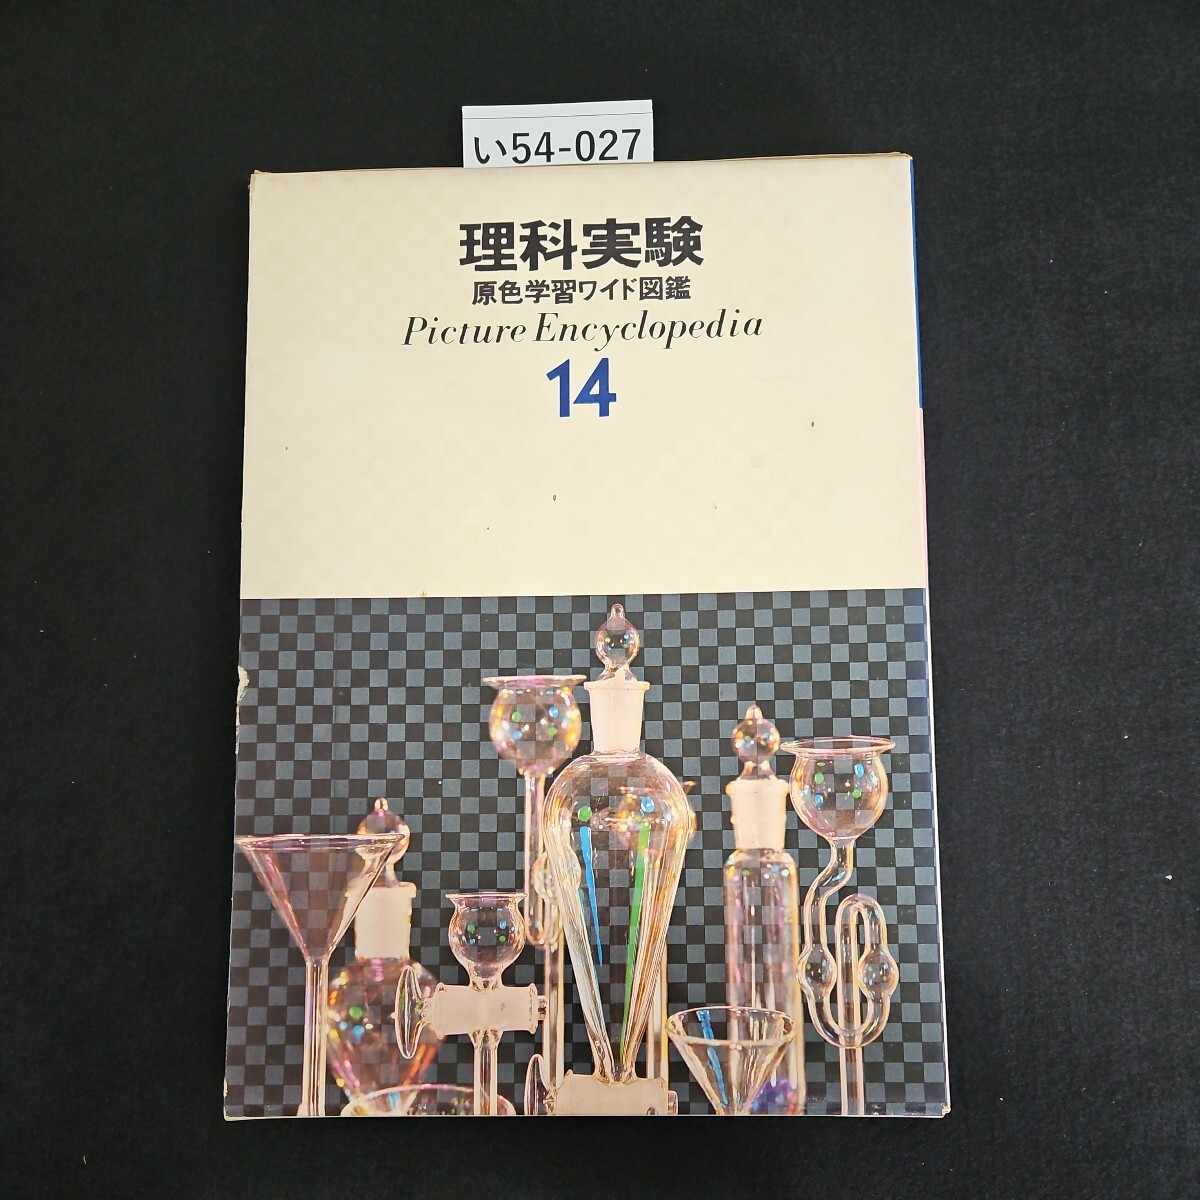 い54-027
理科実験
原色学習ワイド図鑑
Picture Encyclopedia
14